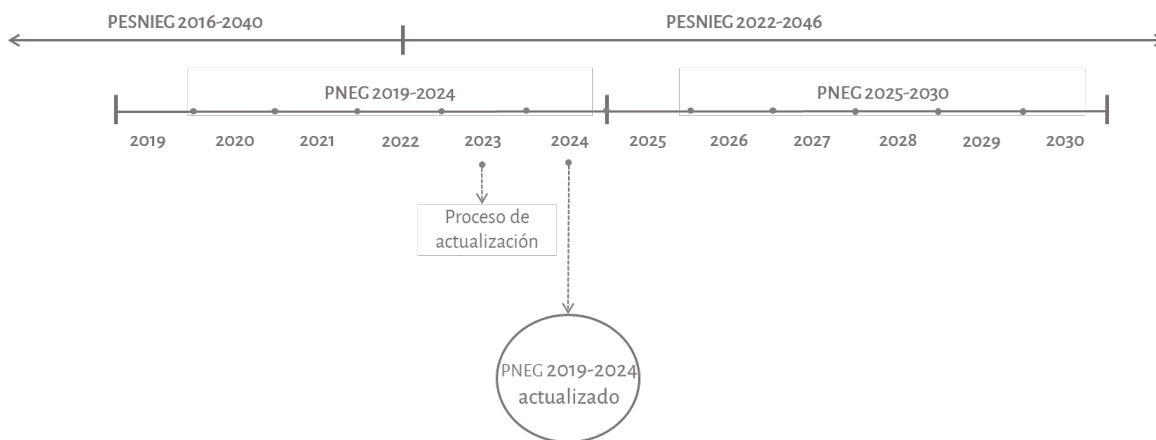 PESNIEG 2016-2040
PESNIEG 2022-2046
PNEG 2019-2024
PNEG 2025-2030
2019
2020
2021
2022
2023
2024
2025
2026
2027
2028
2029
2030
Proceso de
actualización
PNEG 2019-2024
actualizado